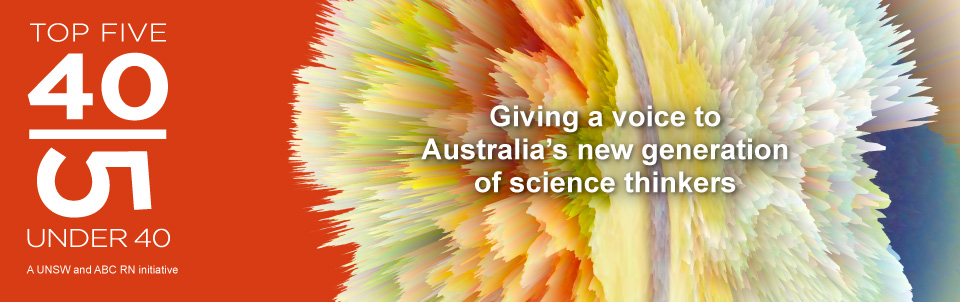 TOP FIVE
40
5
UNDER 40
A UNSW and ABC RN initiative
Giving a voice to
Australia's new generation
of science thinkers